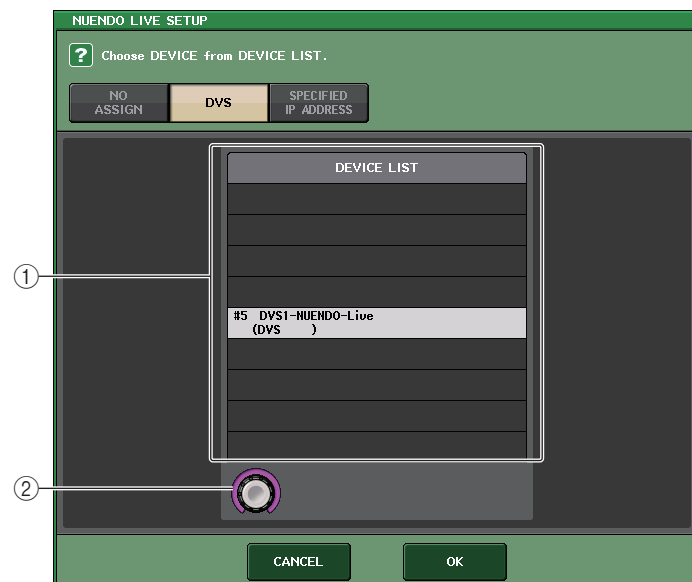 NUENDO LIVE SETUP
? Choose DEVICE from DEVICE LIST.
NO ASSIGN
DVS
SPECIFIED IP ADDRESS
DEVICE LIST
1
#5 DVS1-NUENDO-Live
(DVS )
2
CANCEL
OK